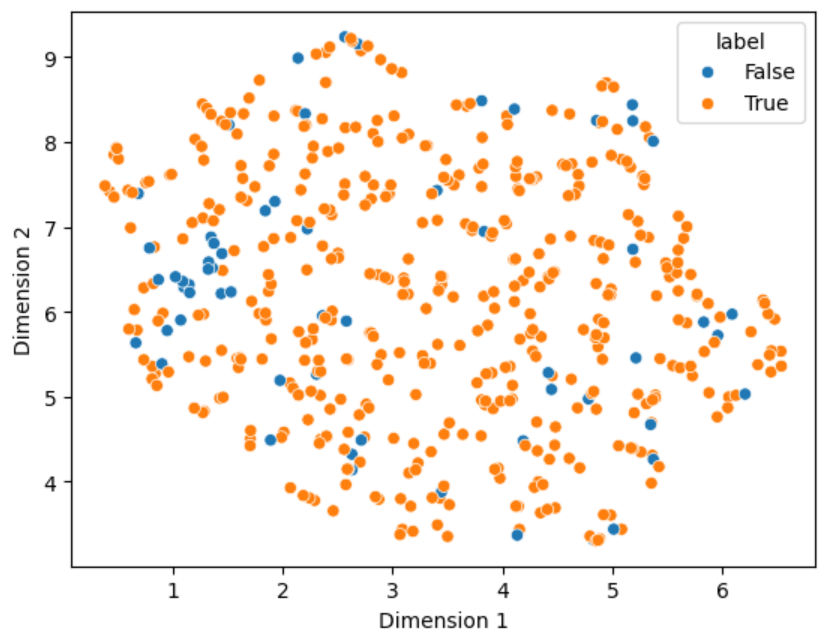 label
False
True
9
8
7
6
5
4
Dimension 2
1 2 3 4 5 6
Dimension 1